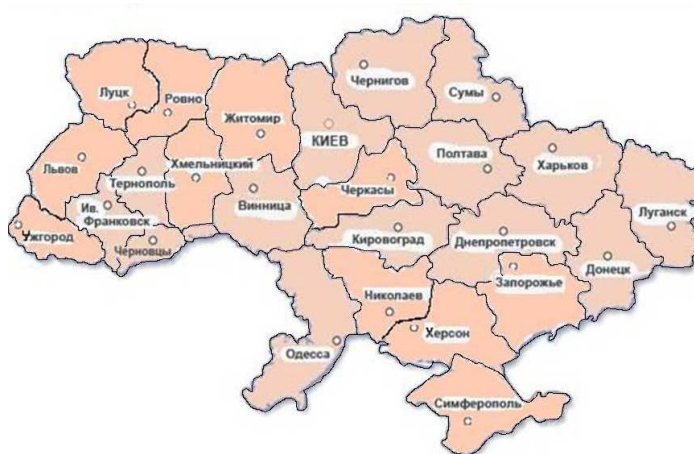 Чернигов
Луцк
Ровно
Сумы
Житомир
КИЕВ
Полтава
Харьков
Львов
Хмельницкий
Тернополь
Черкасы
Винница
Ив.
Франковск
Луганск
Ужгород
Черновцы
Кировоград
Днепропетровск
Донецк
Запорожье
Николаев
Херсон
Одесса
Симферополь